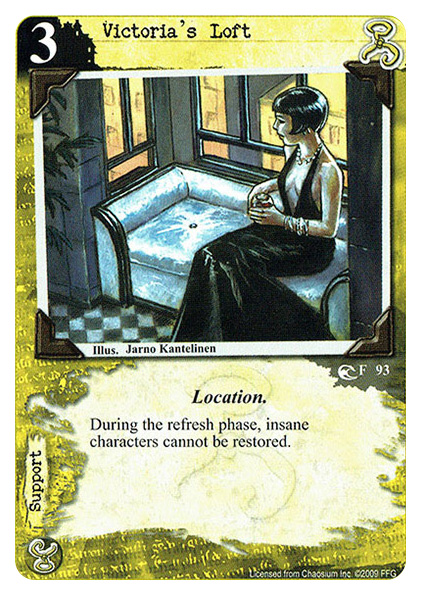 3
Victoria's Loft
Illus. Jarno Kantelinen
F 93
Location.
During the refresh phase, insane
characters cannot be restored.
Support
Licensed from Chaosium Inc. ©2009 FFG